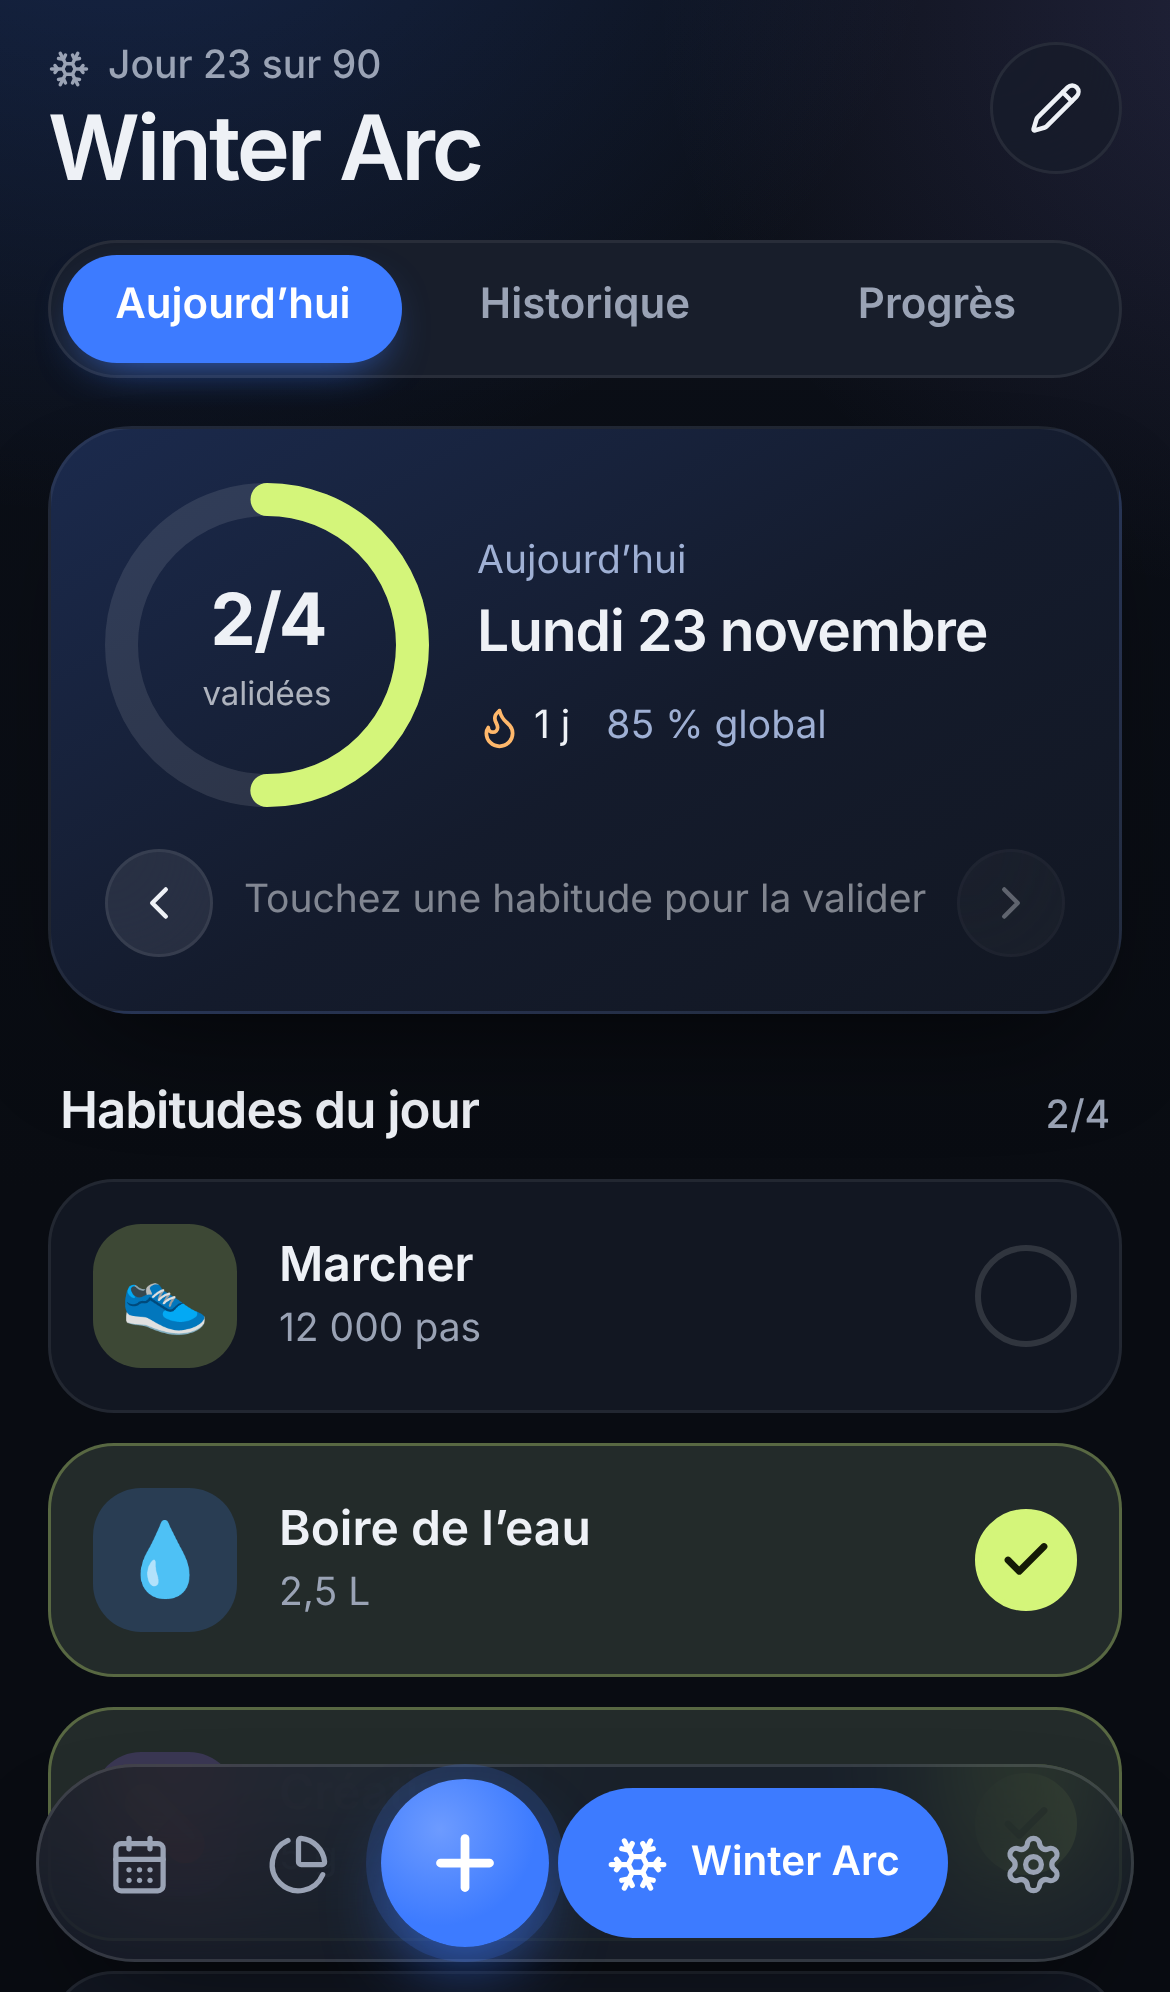 Jour 23 sur 90
Winter Arc
Aujourd’hui
Historique
Progrès
2/4
validées
Aujourd’hui
Lundi 23 novembre
1 j
85 % global
Touchez une habitude pour la valider
Habitudes du jour
2/4
Marcher
12 000 pas
Boire de l’eau
2,5 L
Winter Arc